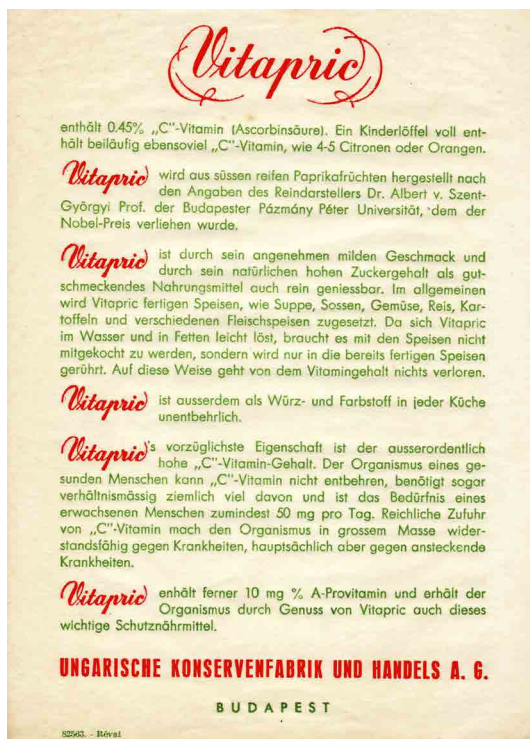 Vitapric
enthält 0.45% „C"-Vitamin (Ascorbinsäure). Ein Kinderlöffel voll ent-
hält beiläufig ebensoviel „C"-Vitamin, wie 4-5 Citronen oder Orangen.
Vitapric wird aus süssen reifen Paprikafrüchten hergestellt nach
den Angaben des Reindarstellers Dr. Albert v. Szent-
Györgyi Prof. der Budapester Pázmány Péter Universität, dem der
Nobel-Preis verliehen wurde.
Vitapric ist durch sein angenehmen milden Geschmack und
durch sein natürlichen hohen Zuckergehalt als gut-
schmeckendes Nahrungsmittel auch rein geniessbar. Im allgemeinen
wird Vitapric fertigen Speisen, wie Suppe, Sossen, Gemüse, Reis, Kar-
toffeln und verschiedenen Fleischspeisen zugesetzt. Da sich Vitapric
im Wasser und in Fetten leicht löst, braucht es mit den Speisen nicht
mitgekocht zu werden, sondern wird nur in die bereits fertigen Speisen
gerührt. Auf diese Weise geht von dem Vitamingehalt nichts verloren.
Vitapric ist ausserdem als Würz- und Farbstoff in jeder Küche
unentbehrlich.
Vitapric's vorzüglichste Eigenschaft ist der ausserordentlich
hohe „C"-Vitamin-Gehalt. Der Organismus eines ge-
sunden Menschen kann „C"-Vitamin nicht entbehren, benötigt sogar
verhältnismässig ziemlich viel davon und ist das Bedürfnis eines
erwachsenen Menschen zumindest 50 mg pro Tag. Reichliche Zufuhr
von „C"-Vitamin mach den Organismus in grossem Masse wider-
standsfähig gegen Krankheiten, hauptsächlich aber gegen ansteckende
Krankheiten.
Vitapric enhält ferner 10 mg % A-Provitamin und erhält der
Organismus durch Genuss von Vitapric auch dieses
wichtige Schutznährmittel.
UNGARISCHE KONSERVENFABRIK UND HANDELS A. G.
BUDAPEST
82563. - Révai